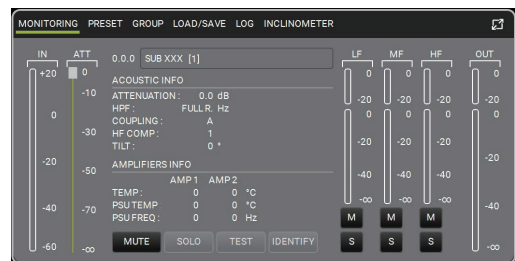 MONITORING PRESET GROUP LOAD/SAVE LOG INCLINOMETER
IN ATT
+20
0
-20
-40
-60
0
-10
-30
-50
-70
-∞
0.0.0 SUB XXX [1]
ACOUSTIC INFO
ATTENUATION : 0.0 dB
HPF : FULL R. Hz
COUPLING : A
HF COMP : 1
TILT : 0 °
AMPLIFIERS INFO
AMP 1 AMP 2
TEMP : 0 0 °C
PSU TEMP 0 0 °C
PSU FREQ : 0 0 Hz
MUTE SOLO TEST IDENTIFY
LF MF HF OUT
0 0 0 0
-20 -20 -20
0 0 0 0
-20 -20 -20 -20
-40 -40 -40
-∞ -∞ -∞ -40
M M M
S S S -∞